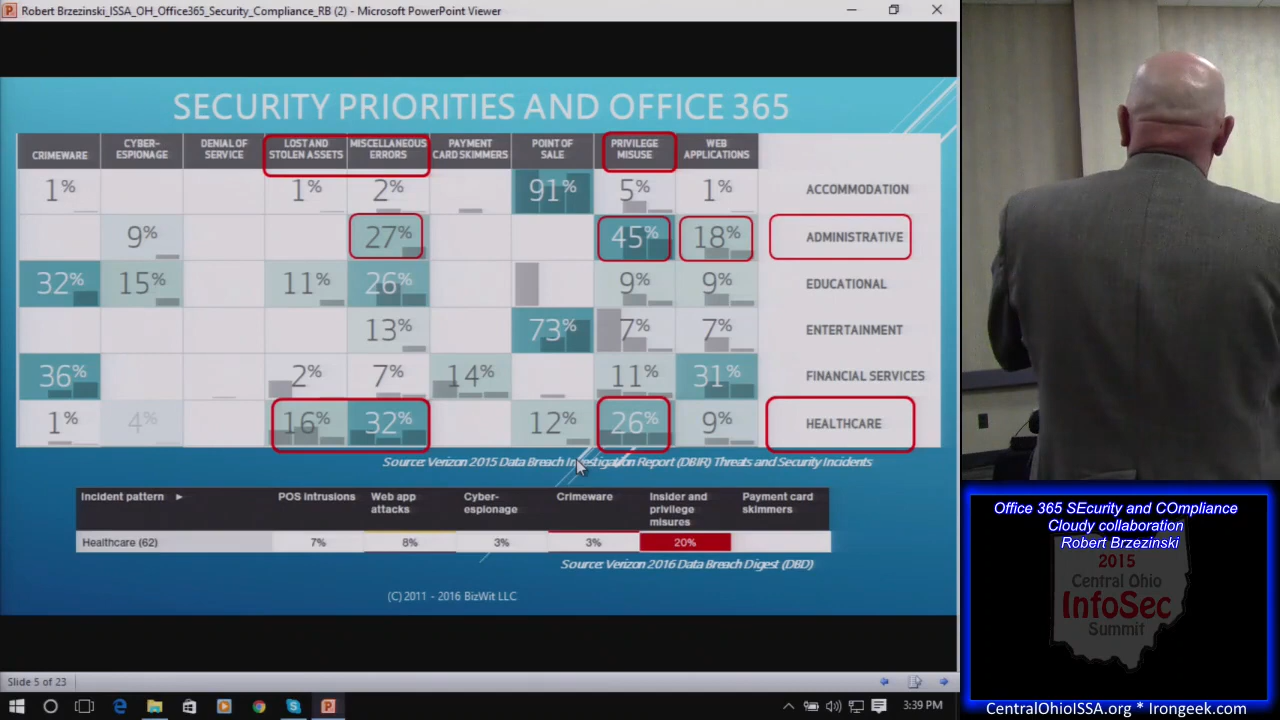 Robert Brzezinski_ISSA_OH_Office365_Security_Compliance_RB (2) - Microsoft PowerPoint Viewer
SECURITY PRIORITIES AND OFFICE 365
CRIMEWARE CYBER-ESPIONAGE DENIAL OF SERVICE LOST AND STOLEN ASSETS MISCELLANEOUS ERRORS PAYMENT CARD SKIMMERS POINT OF SALE PRIVILEGE MISUSE WEB APPLICATIONS
1% 1% 2% 91% 5% 1% ACCOMMODATION
9% 27% 45% 18% ADMINISTRATIVE
32% 15% 11% 26% 9% 9% EDUCATIONAL
13% 73% 7% 7% ENTERTAINMENT
36% 2% 7% 14% 11% 31% FINANCIAL SERVICES
1% 4% 16% 32% 12% 26% 9% HEALTHCARE
Source: Verizon 2015 Data Breach Investigation Report (DBIR) Threats and Security Incidents
Incident pattern ► POS intrusions Web app attacks Cyber-espionage Crimeware Insider and privilege misures Payment card skimmers
Healthcare (62) 7% 8% 3% 3% 20%
Source: Verizon 2016 Data Breach Digest (DBD)
(C) 2011 - 2016 BizWit LLC
Slide 5 of 23
3:39 PM
Office 365 SEcurity and COmpliance
Cloudy collaboration
Robert Brzezinski
2015
Central Ohio
InfoSec
Summit
CentralOhioISSA.org * Irongeek.com